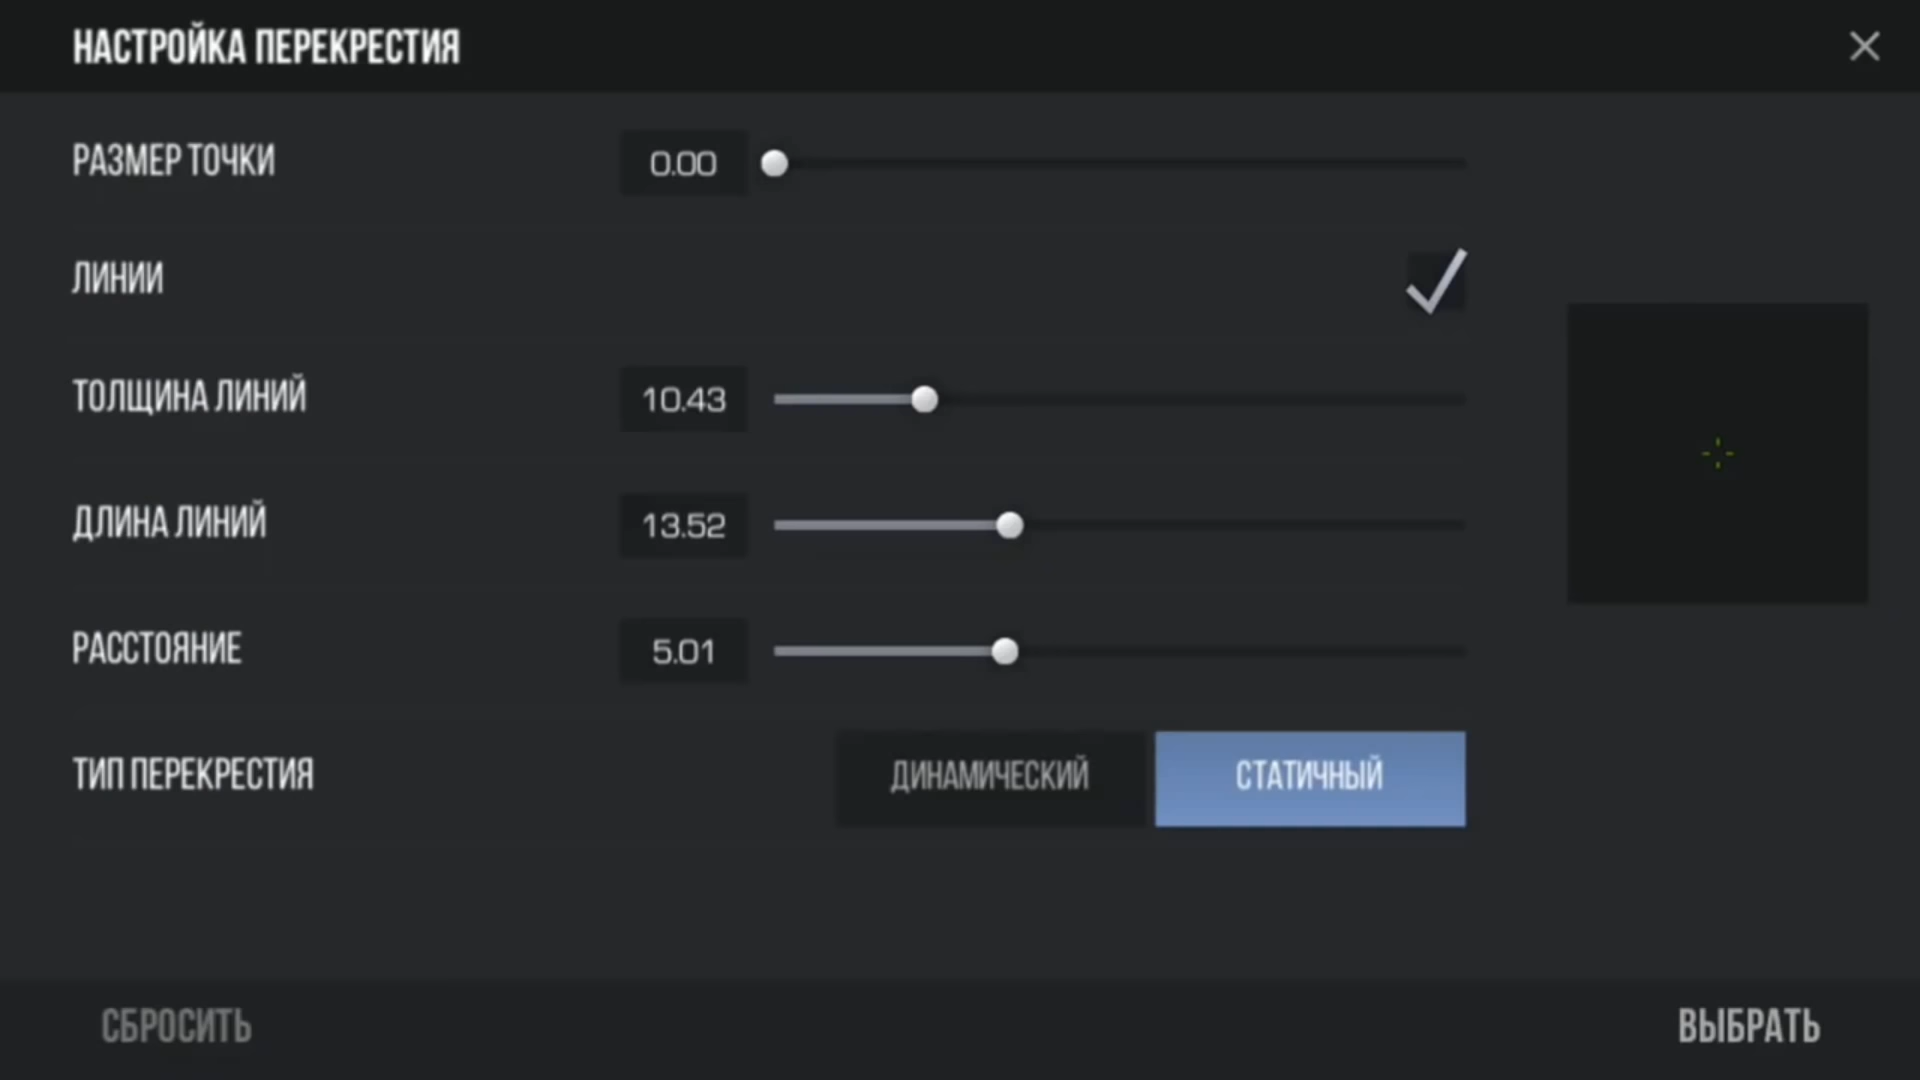 НАСТРОЙКА ПЕРЕКРЕСТИЯ
РАЗМЕР ТОЧКИ 0.00
ЛИНИИ
ТОЛЩИНА ЛИНИЙ 10.43
ДЛИНА ЛИНИЙ 13.52
РАССТОЯНИЕ 5.01
ТИП ПЕРЕКРЕСТИЯ ДИНАМИЧЕСКИЙ СТАТИЧНЫЙ
СБРОСИТЬ ВЫБРАТЬ